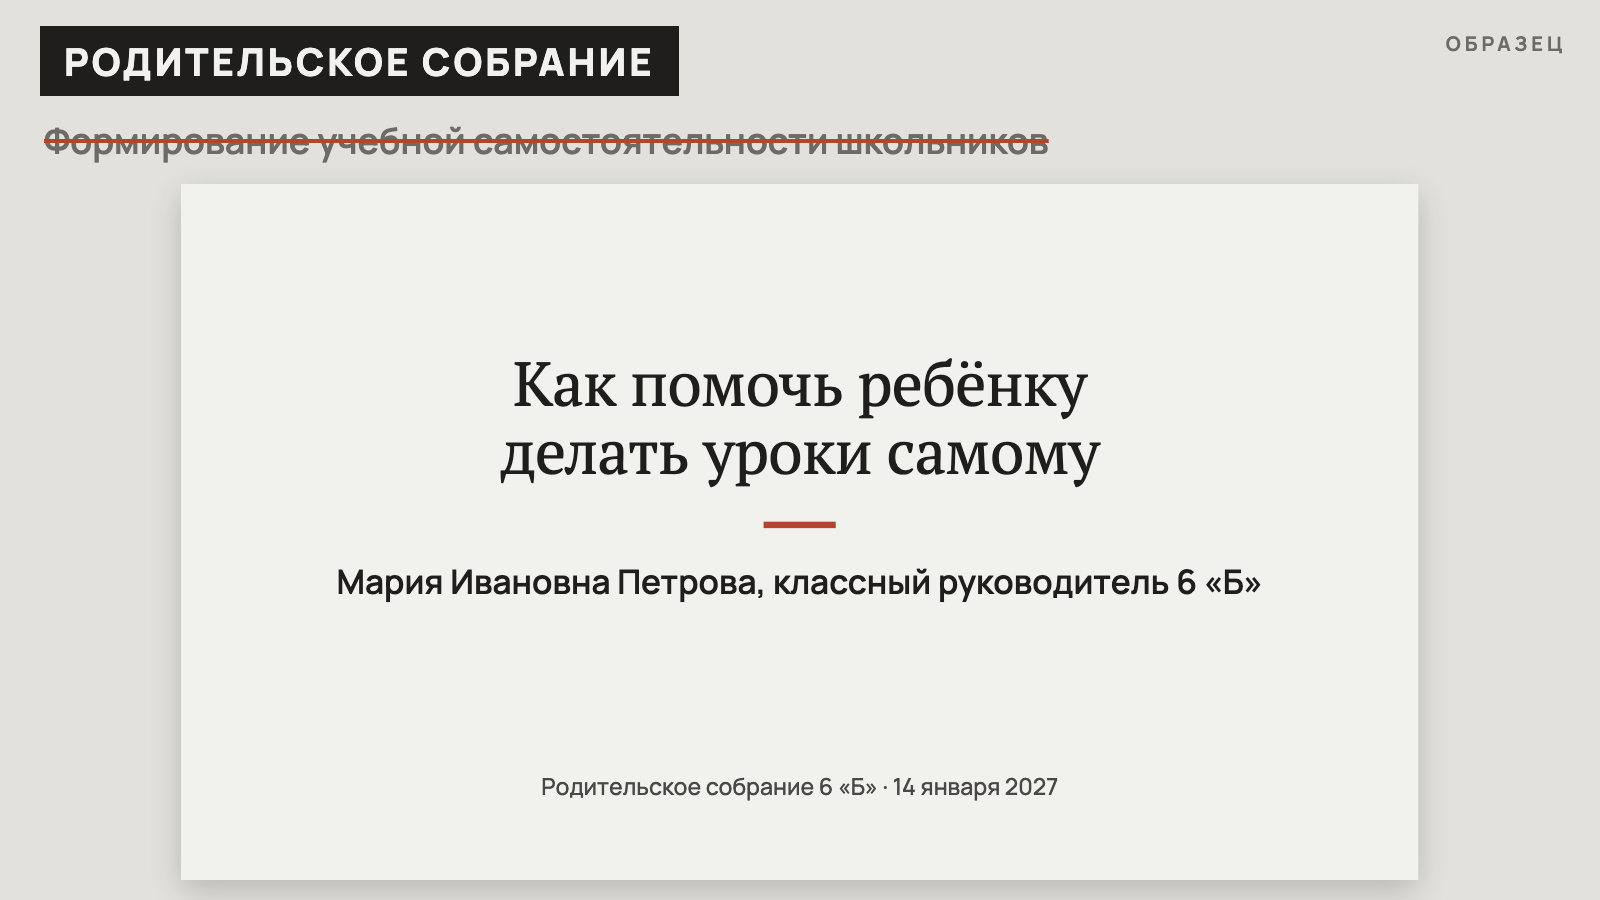 РОДИТЕЛЬСКОЕ СОБРАНИЕ
ОБРАЗЕЦ
Формирование учебной самостоятельности школьников
Как помочь ребёнку
делать уроки самому
Мария Ивановна Петрова, классный руководитель 6 «Б»
Родительское собрание 6 «Б» · 14 января 2027